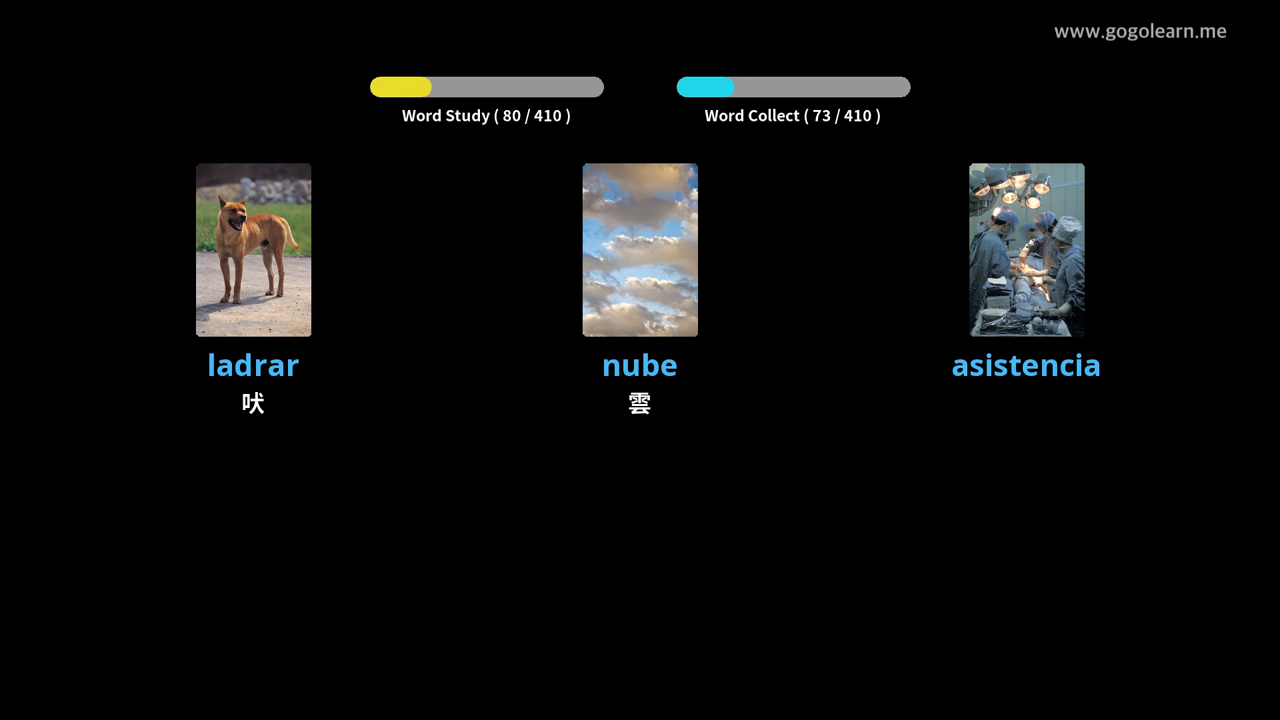 www.gogolearn.me
Word Study ( 80 / 410 )
Word Collect ( 73 / 410 )
ladrar
吠
nube
雲
asistencia